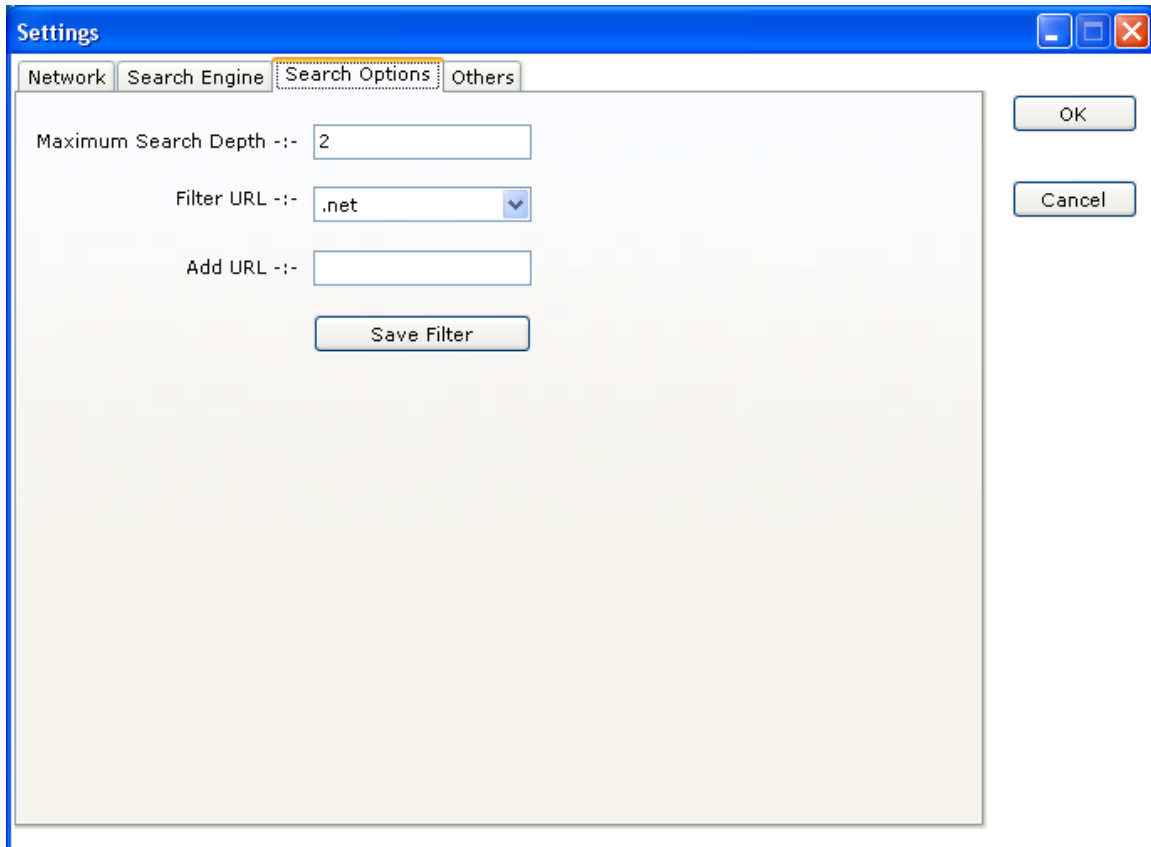 Settings
Network Search Engine Search Options Others
OK
Maximum Search Depth -:- 2
Filter URL -:- .net
Cancel
Add URL -:-
Save Filter